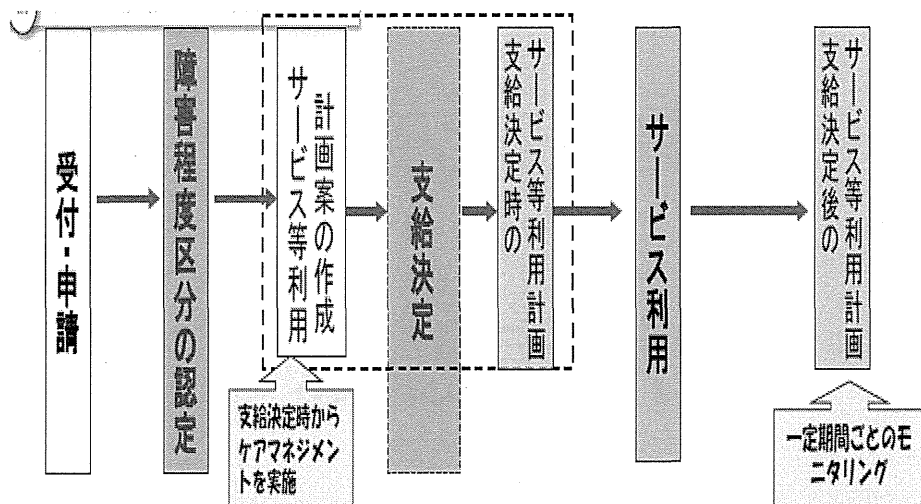 受付・申請
障害程度区分の認定
サービス等利用
計画案の作成
支給決定
支給決定時の
サービス等利用計画
サービス利用
支給決定後の
サービス等利用計画
支給決定時から
ケアマネジメン
トを実施
一定期間ごとのモ
ニタリング